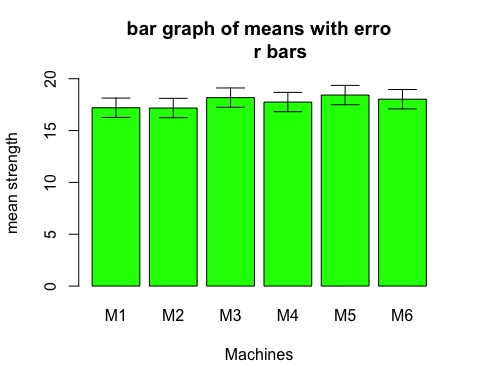 bar graph of means with erro
r bars
mean strength
20
15
10
5
0
M1 M2 M3 M4 M5 M6
Machines